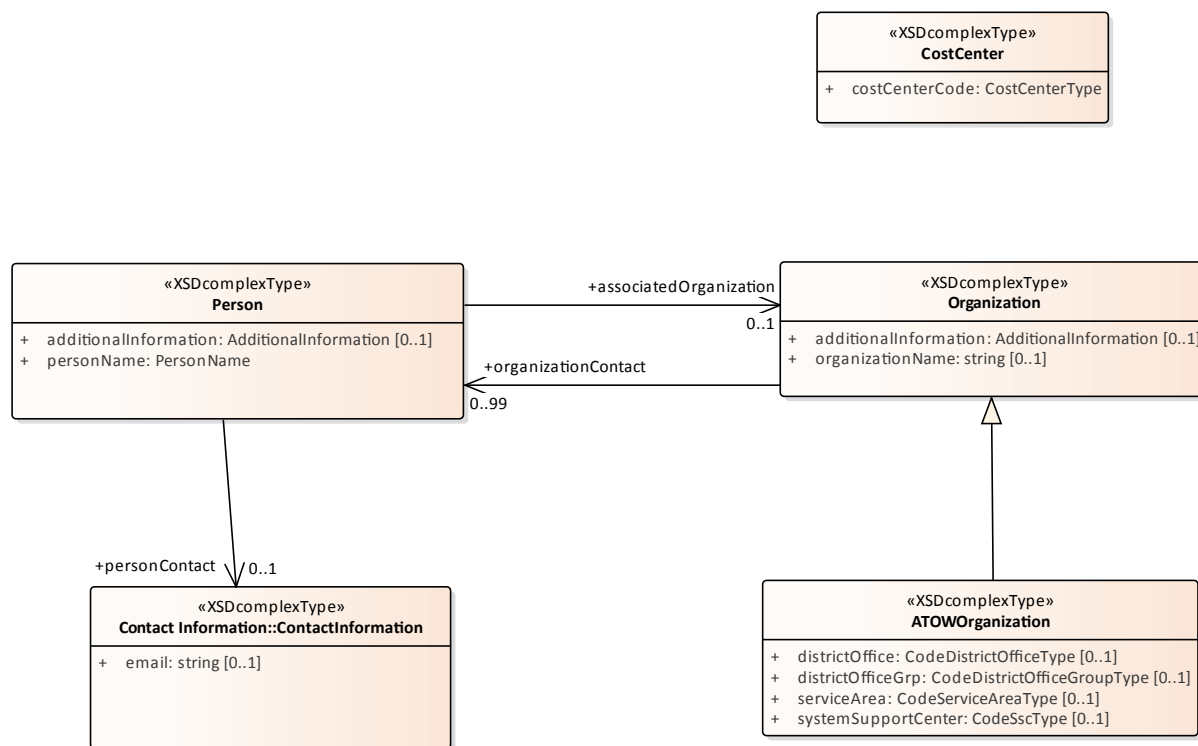 «XSDcomplexType»
CostCenter
+ costCenterCode: CostCenterType
«XSDcomplexType»
Person
+ additionalInformation: AdditionalInformation [0..1]
+ personName: PersonName
+associatedOrganization
0..1
+organizationContact
0..99
«XSDcomplexType»
Organization
+ additionalInformation: AdditionalInformation [0..1]
+ organizationName: string [0..1]
+personContact
0..1
«XSDcomplexType»
Contact Information::ContactInformation
+ email: string [0..1]
«XSDcomplexType»
ATOWOrganization
+ districtOffice: CodeDistrictOfficeType [0..1]
+ districtOfficeGrp: CodeDistrictOfficeGroupType [0..1]
+ serviceArea: CodeServiceAreaType [0..1]
+ systemSupportCenter: CodeSscType [0..1]